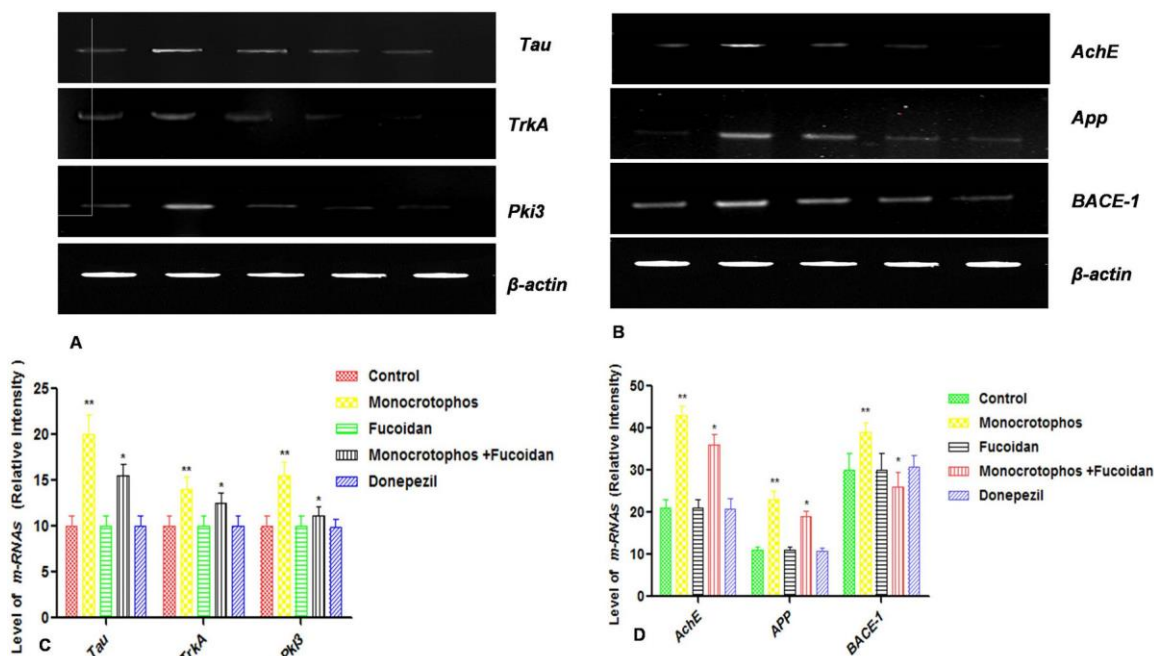 Tau
TrkA
Pki3
β-actin
A
AchE
App
BACE-1
β-actin
B
Level of m-RNAs (Relative Intensity )
25
20
15
10
5
0
**
*
**
*
**
*
Tau
TrkA
Pki3
C
Control
Monocrotophos
Fucoidan
Monocrotophos +Fucoidan
Donepezil
Level of m-RNAs (Relative Intensity)
50
40
30
20
10
0
**
*
**
*
**
*
AchE
APP
BACE-1
D
Control
Monocrotophos
Fucoidan
Monocrotophos +Fucoidan
Donepezil